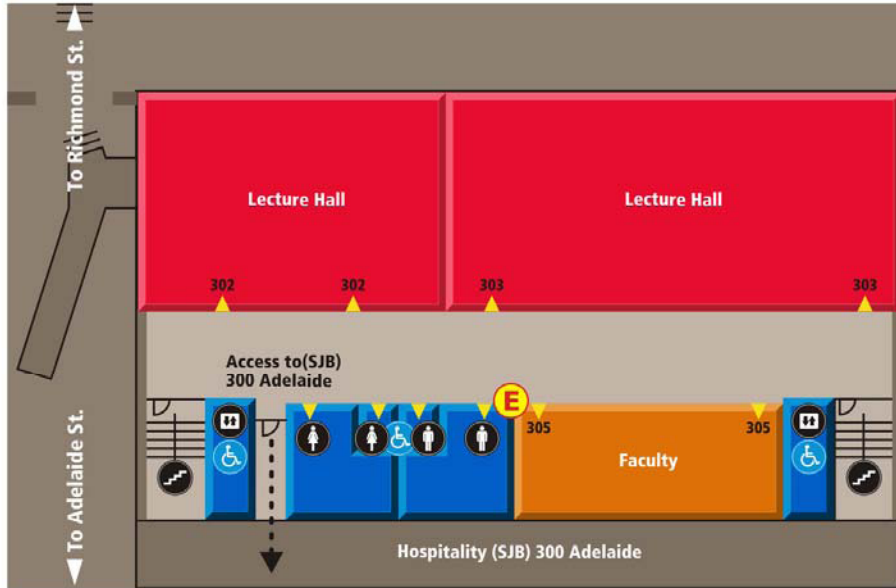 To Richmond St.
Lecture Hall
Lecture Hall
302
302
303
303
Access to(SJB)
300 Adelaide
E
305
305
Faculty
To Adelaide St.
Hospitality (SJB) 300 Adelaide